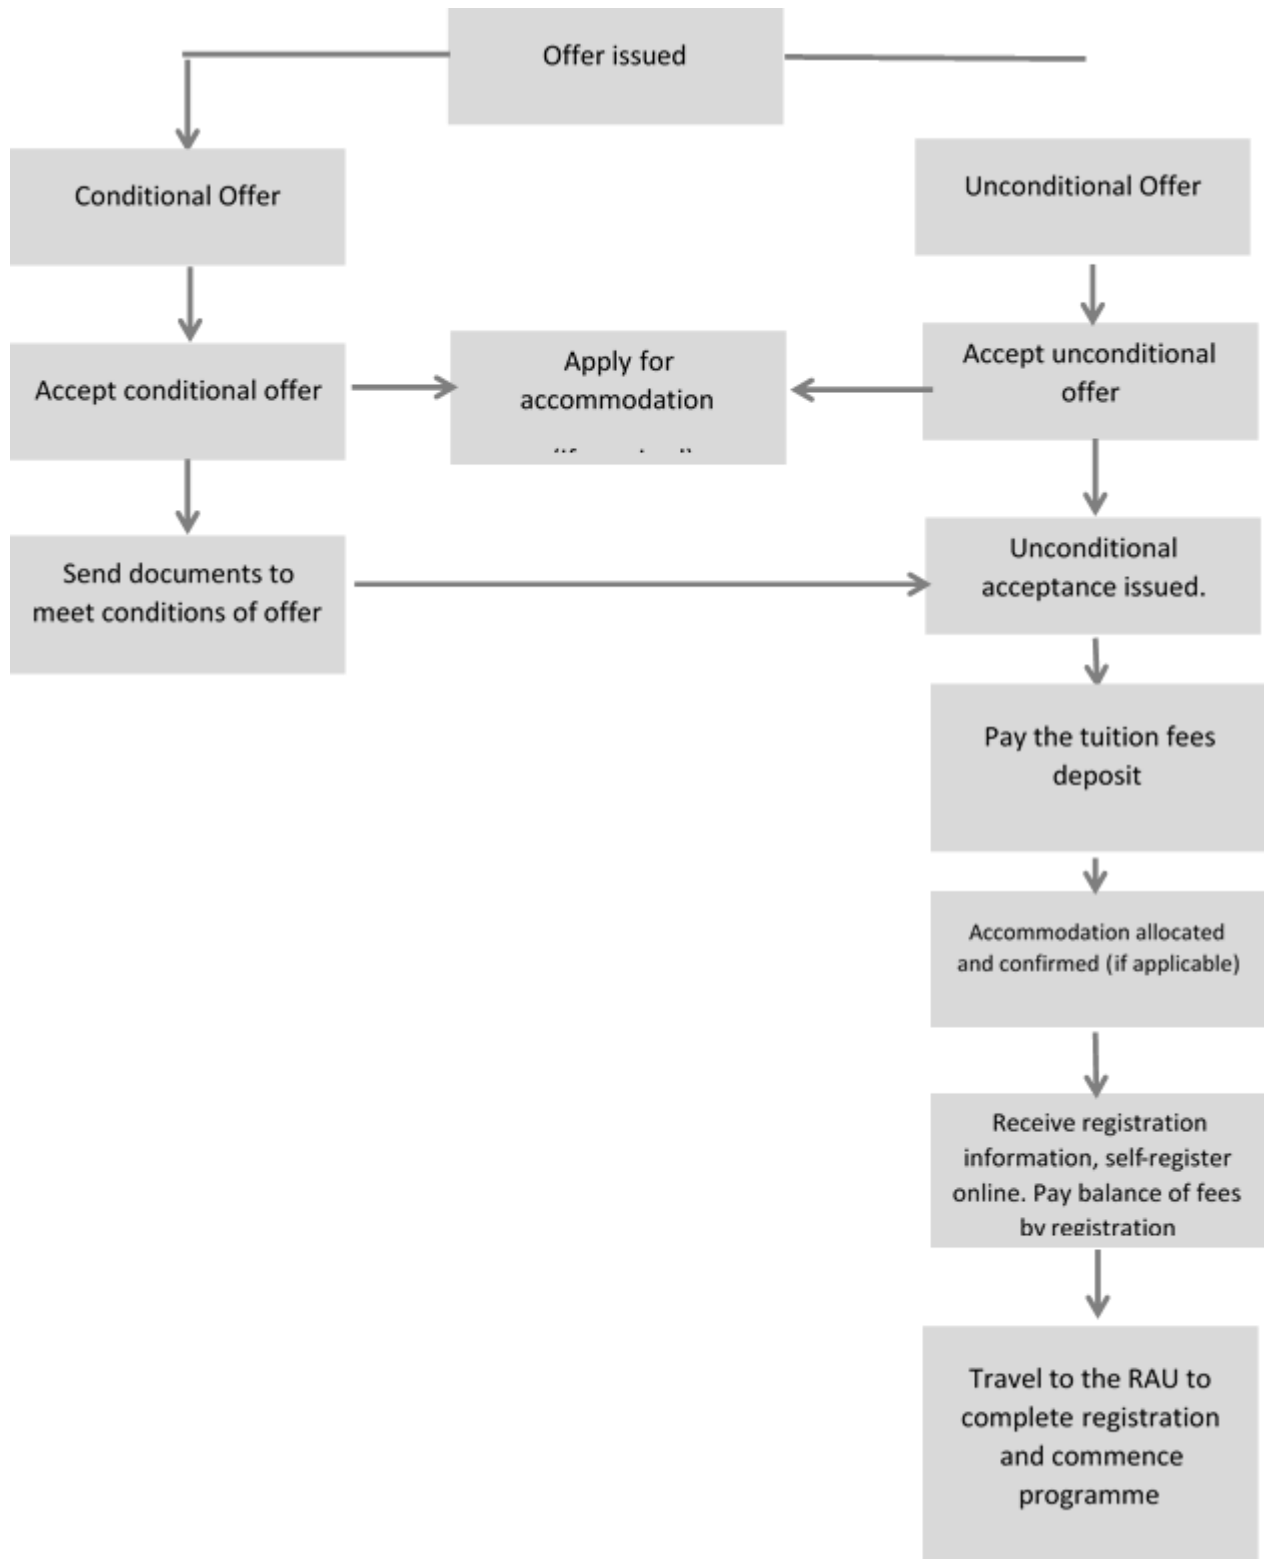 Offer issued
Conditional Offer
Unconditional Offer
Accept conditional offer
Apply for
accommodation
Accept unconditional
offer
Send documents to
meet conditions of offer
Unconditional
acceptance issued.
Pay the tuition fees
deposit
Accommodation allocated
and confirmed (if applicable)
Receive registration
information, self-register
online. Pay balance of fees
by registration
Travel to the RAU to
complete registration
and commence
programme